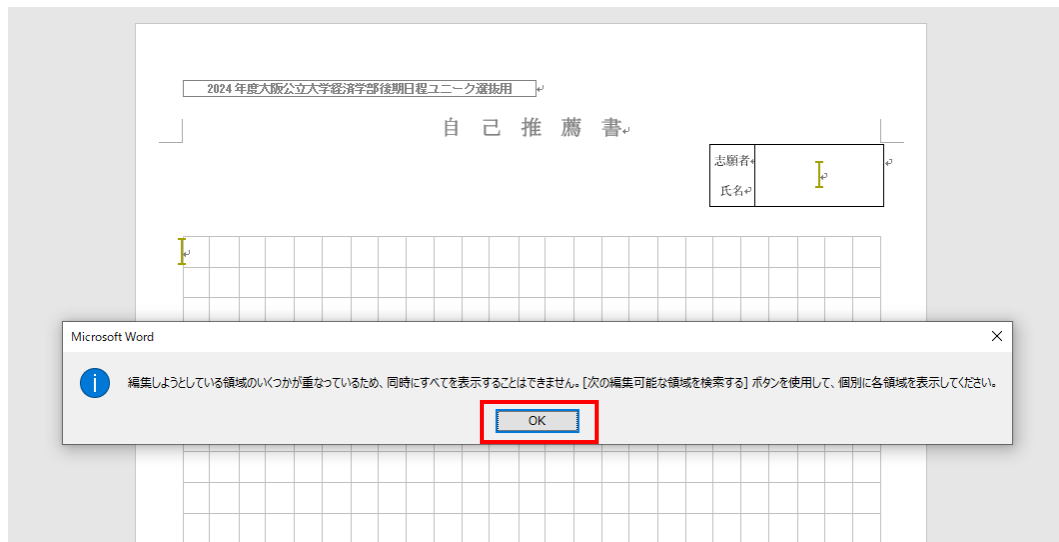 2024年度大阪公立大学経済学部後期日程ユニーク選抜用
自己推薦書
志願者
氏名
Microsoft Word
編集しようとしている領域のいくつかが重なっているため、同時にすべてを表示することはできません。[次の編集可能な領域を検索する] ボタンを使用して、個別に各領域を表示してください。
OK